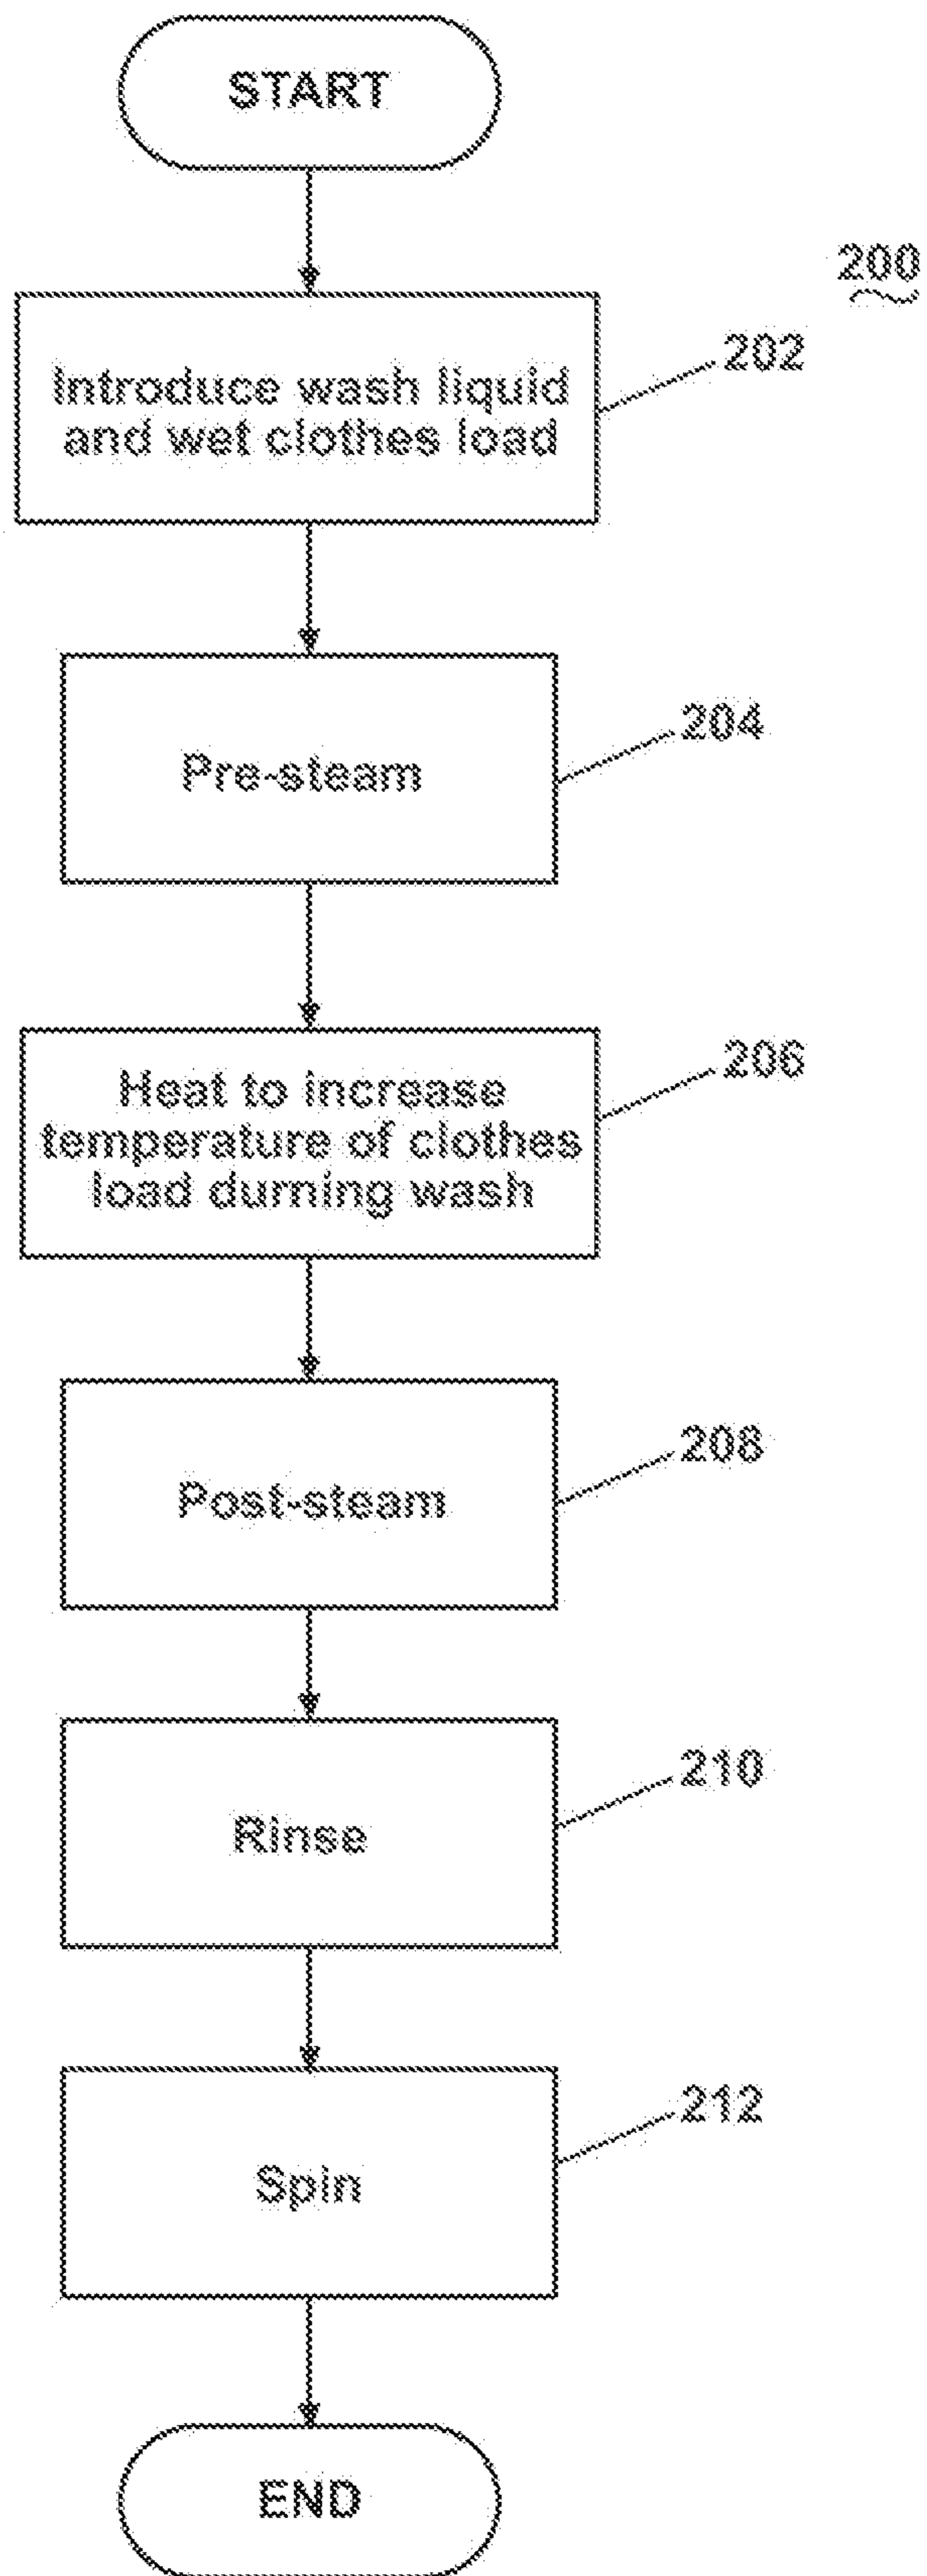 START
200
Introduce wash liquid
and wet clothes load
202
Pre-steam
204
Heat to increase
temperature of clothes
load durning wash
206
Post-steam
208
Rinse
210
Spin
212
END